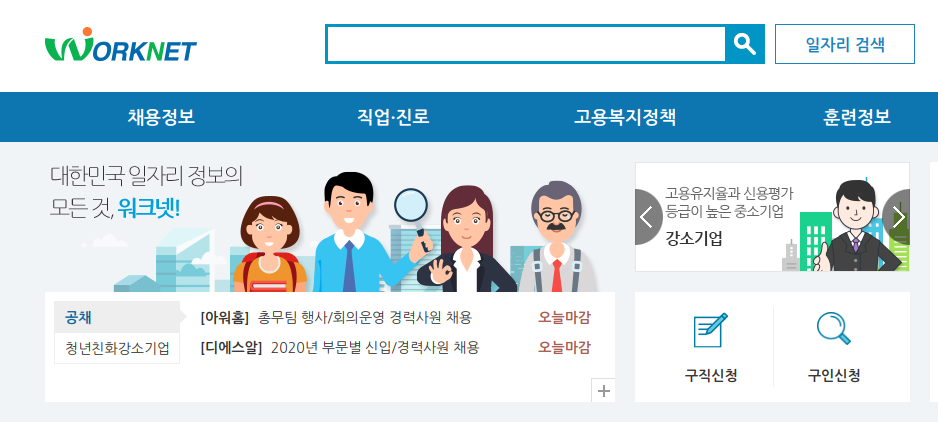 WORKNET
일자리 검색
채용정보
직업·진로
고용복지정책
훈련정보
대한민국 일자리 정보의
모든 것, 워크넷!
고용유지율과 신용평가
등급이 높은 중소기업
강소기업
공채
청년친화강소기업
[아워홈] 총무팀 행사/회의운영 경력사원 채용 오늘마감
[디에스알] 2020년 부문별 신입/경력사원 채용 오늘마감
구직신청
구인신청